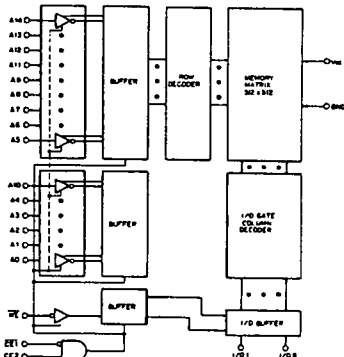 A14
A13
A12
A11
A9
A8
A7
A6
A5
BUFFER
ROW DECODER
MEMORY MATRIX 512 x 512
Vcc
GND
A10
A4
A3
A2
A1
A0
BUFFER
I/O GATE COLUMN DECODER
WE
BUFFER
I/O BUFFER
CE1
CE2
I/O 1
I/O 8